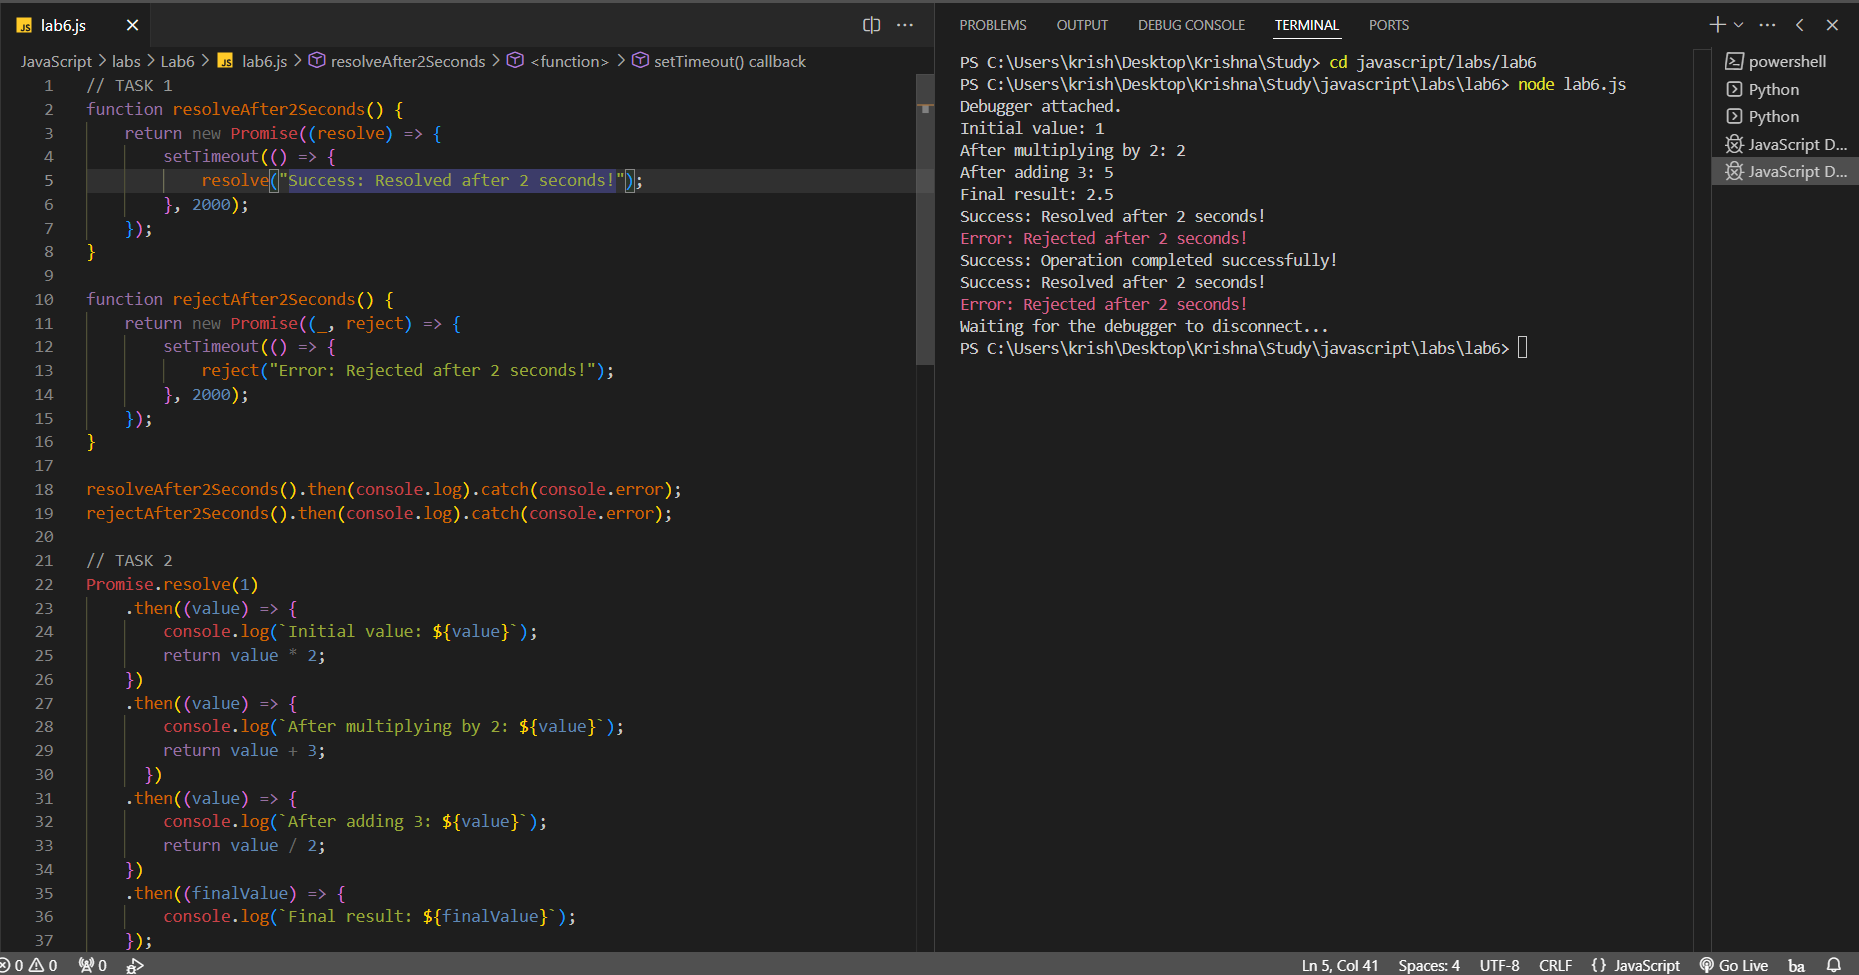 JS lab6.js
JavaScript > labs > Lab6 > JS lab6.js > resolveAfter2Seconds > <function> > setTimeout() callback
1 // TASK 1
2 function resolveAfter2Seconds() {
3     return new Promise((resolve) => {
4         setTimeout(() => {
5             resolve("Success: Resolved after 2 seconds!");
6         }, 2000);
7     });
8 }
9
10 function rejectAfter2Seconds() {
11     return new Promise((_, reject) => {
12         setTimeout(() => {
13             reject("Error: Rejected after 2 seconds!");
14         }, 2000);
15     });
16 }
17
18 resolveAfter2Seconds().then(console.log).catch(console.error);
19 rejectAfter2Seconds().then(console.log).catch(console.error);
20
21 // TASK 2
22 Promise.resolve(1)
23     .then((value) => {
24         console.log(`Initial value: ${value}`);
25         return value * 2;
26     })
27     .then((value) => {
28         console.log(`After multiplying by 2: ${value}`);
29         return value + 3;
30       })
31     .then((value) => {
32         console.log(`After adding 3: ${value}`);
33         return value / 2;
34     })
35     .then((finalValue) => {
36         console.log(`Final result: ${finalValue}`);
37     });
PROBLEMS OUTPUT DEBUG CONSOLE TERMINAL PORTS
PS C:\Users\krish\Desktop\Krishna\Study> cd javascript/labs/lab6
PS C:\Users\krish\Desktop\Krishna\Study\javascript\labs\lab6> node lab6.js
Debugger attached.
Initial value: 1
After multiplying by 2: 2
After adding 3: 5
Final result: 2.5
Success: Resolved after 2 seconds!
Error: Rejected after 2 seconds!
Success: Operation completed successfully!
Success: Resolved after 2 seconds!
Error: Rejected after 2 seconds!
Waiting for the debugger to disconnect...
PS C:\Users\krish\Desktop\Krishna\Study\javascript\labs\lab6>
powershell
Python
Python
JavaScript D...
JavaScript D...
0 0 0 Ln 5, Col 41 Spaces: 4 UTF-8 CRLF {} JavaScript Go Live ba